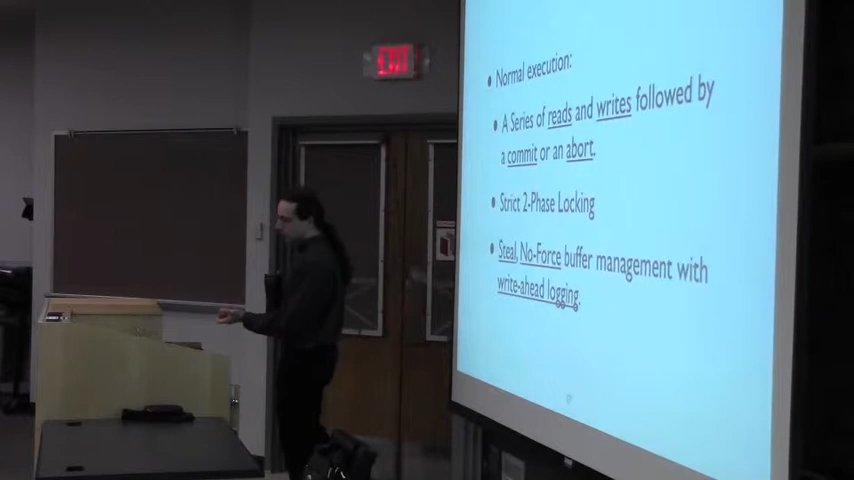 EXIT
• Normal execution:
• A Series of reads and writes followed by
a commit or an abort.
• Strict 2-Phase Locking
• Steal, No-Force buffer management with
write-ahead logging.